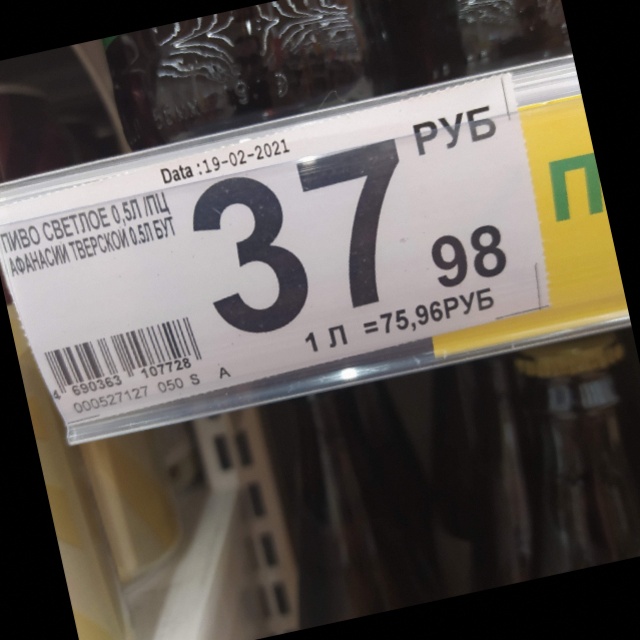 Data :19-02-2021
ПИВО СВЕТЛОЕ 0,5Л ПЦ
АФАНАСИЙ ТВЕРСКОЙ 0.5Л БУТ
37 98 РУБ
1 Л =75,96РУБ
4 690363 107728
000527127 050 S A
П